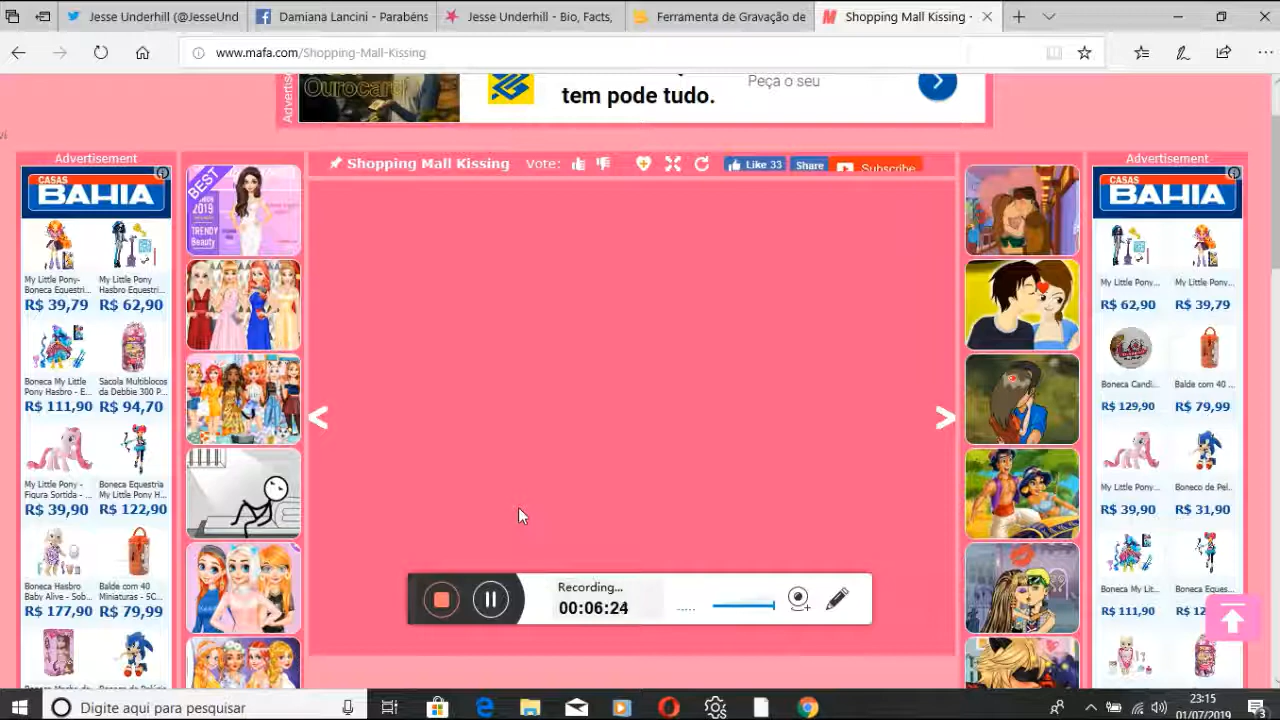 Jesse Underhill (@JesseUnd
Damiana Lancini - Parabéns
Jesse Underhill - Bio, Facts,
Ferramenta de Gravação de
Shopping Mall Kissing -
www.mafa.com/Shopping-Mall-Kissing
Advertise
Ourocard
tem pode tudo.
Peça o seu
vi
Advertisement
CASAS
BAHIA
My Little Pony-
Boneca Equestri...
R$ 39,79
My Little Pony
Hasbro Equestri...
R$ 62,90
Boneca My Little
Pony Hasbro - E...
R$ 111,90
Sacola Multiblocos
da Debbie 300 P...
R$ 94,70
My Little Pony -
Figura Sortida - ...
R$ 39,90
Boneca Equestria
My Little Pony H...
R$ 122,90
Boneca Hasbro
Baby Alive - Sob...
R$ 177,90
Balde com 40
Miniaturas - 5C...
R$ 79,99
BEST
2019
TRENDY
Beauty
Shopping Mall Kissing
Vote:
Like 33
Share
Subscribe
<
>
Recording...
00:06:24
Advertisement
CASAS
BAHIA
My Little Pony...
R$ 62,90
My Little Pony...
R$ 39,79
Boneca Candi...
R$ 129,90
Balde com 40 ...
R$ 79,99
My Little Pony...
R$ 39,90
Boneco de Pel...
R$ 31,90
Boneca My Lit...
R$ 111,90
Boneca
R$ 12
Digite aqui para pesquisar
23:15
01/07/2019